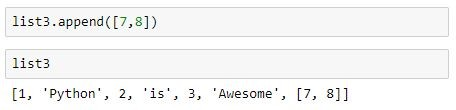 list3.append([7,8])
list3
[1, 'Python', 2, 'is', 3, 'Awesome', [7, 8]]